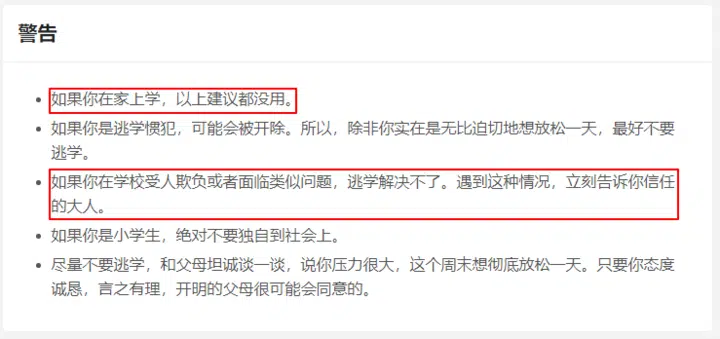 警告
如果你在家上学，以上建议都没用。
如果你是逃学惯犯，可能会被开除。所以，除非你实在是无比迫切地想放松一天，最好不要
逃学。
如果你在学校受人欺负或者面临类似问题，逃学解决不了。遇到这种情况，立刻告诉你信任
的大人。
如果你是小学生，绝对不要独自到社会上。
尽量不要逃学，和父母坦诚谈一谈，说你压力很大，这个周末想彻底放松一天。只要你态度
诚恳，言之有理，开明的父母很可能会同意的。